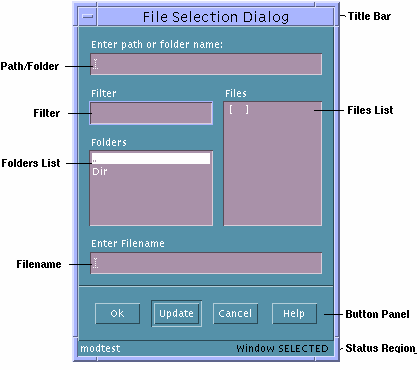 File Selection Dialog
Title Bar
Enter path or folder name:
Path/Folder
Filter
Files
Filter
[ ]
Files List
Folders
Folders List
..
Dir
Enter Filename
Filename
Ok
Update
Cancel
Help
Button Panel
modtest
Window SELECTED
Status Region